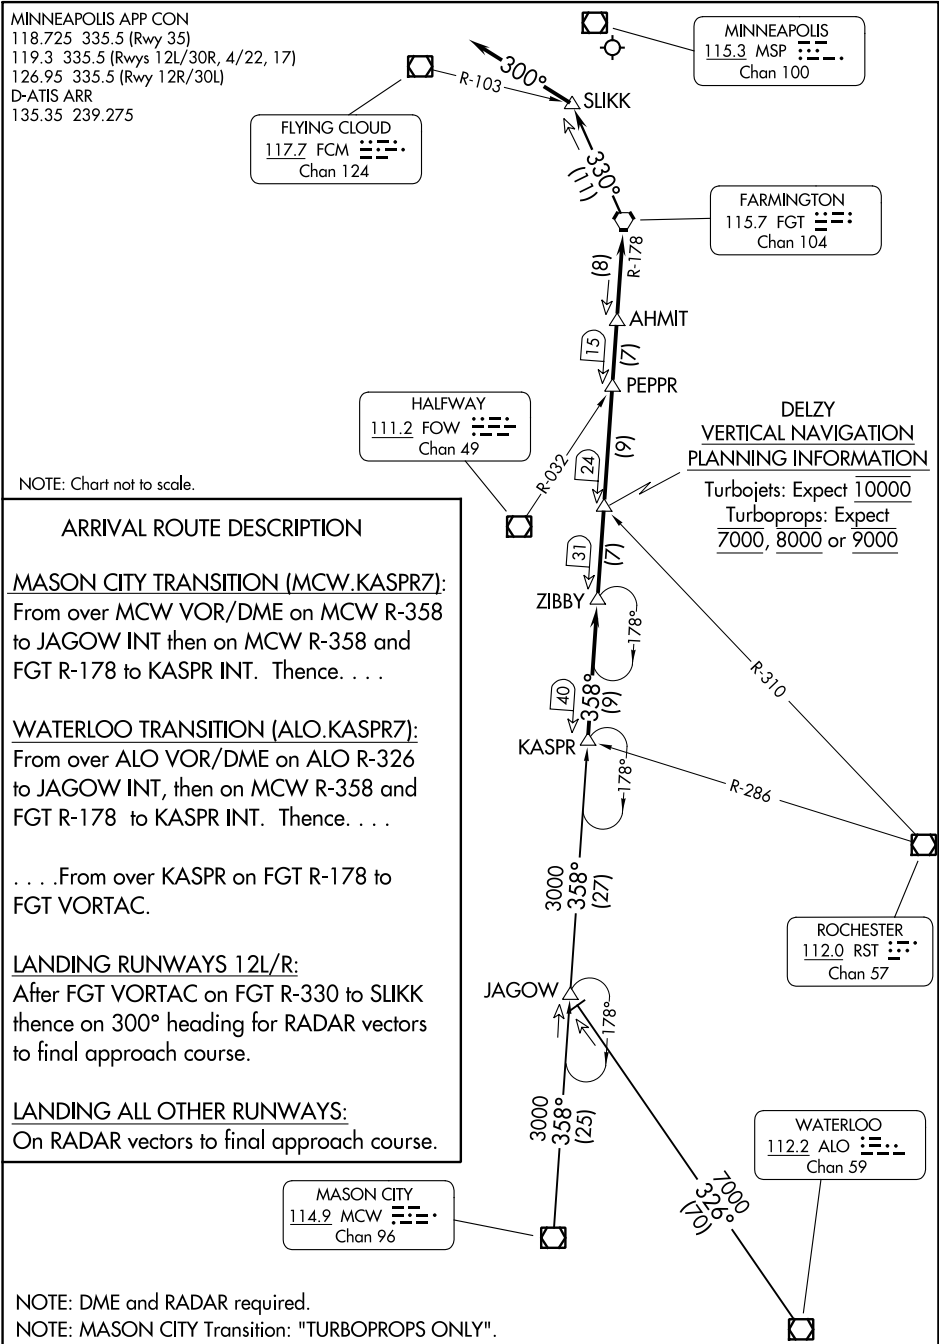 MINNEAPOLIS APP CON
118.725 335.5 (Rwy 35)
119.3 335.5 (Rwys 12L/30R, 4/22, 17)
126.95 335.5 (Rwy 12R/30L)
D-ATIS ARR
135.35 239.275
MINNEAPOLIS
115.3 MSP
Chan 100
300°
R-103
SLIKK
FLYING CLOUD
117.7 FCM
Chan 124
330°
(11)
FARMINGTON
115.7 FGT
Chan 104
R-178
(8)
AHMIT
15
(7)
PEPPR
HALFWAY
111.2 FOW
Chan 49
R-032
24
(9)
DELZY
VERTICAL NAVIGATION
PLANNING INFORMATION
Turbojets: Expect 10000
Turboprops: Expect
7000, 8000 or 9000
31
(7)
ZIBBY
178°
R-310
40
358°
(9)
KASPR
178°
R-286
3000
358°
(27)
ROCHESTER
112.0 RST
Chan 57
JAGOW
178°
3000
358°
(25)
7000
326°
(70)
WATERLOO
112.2 ALO
Chan 59
MASON CITY
114.9 MCW
Chan 96
NOTE: Chart not to scale.
ARRIVAL ROUTE DESCRIPTION
MASON CITY TRANSITION (MCW.KASPR7):
From over MCW VOR/DME on MCW R-358
to JAGOW INT then on MCW R-358 and
FGT R-178 to KASPR INT. Thence. . . .
WATERLOO TRANSITION (ALO.KASPR7):
From over ALO VOR/DME on ALO R-326
to JAGOW INT, then on MCW R-358 and
FGT R-178 to KASPR INT. Thence. . . .
. . . .From over KASPR on FGT R-178 to
FGT VORTAC.
LANDING RUNWAYS 12L/R:
After FGT VORTAC on FGT R-330 to SLIKK
thence on 300° heading for RADAR vectors
to final approach course.
LANDING ALL OTHER RUNWAYS:
On RADAR vectors to final approach course.
NOTE: DME and RADAR required.
NOTE: MASON CITY Transition: "TURBOPROPS ONLY".